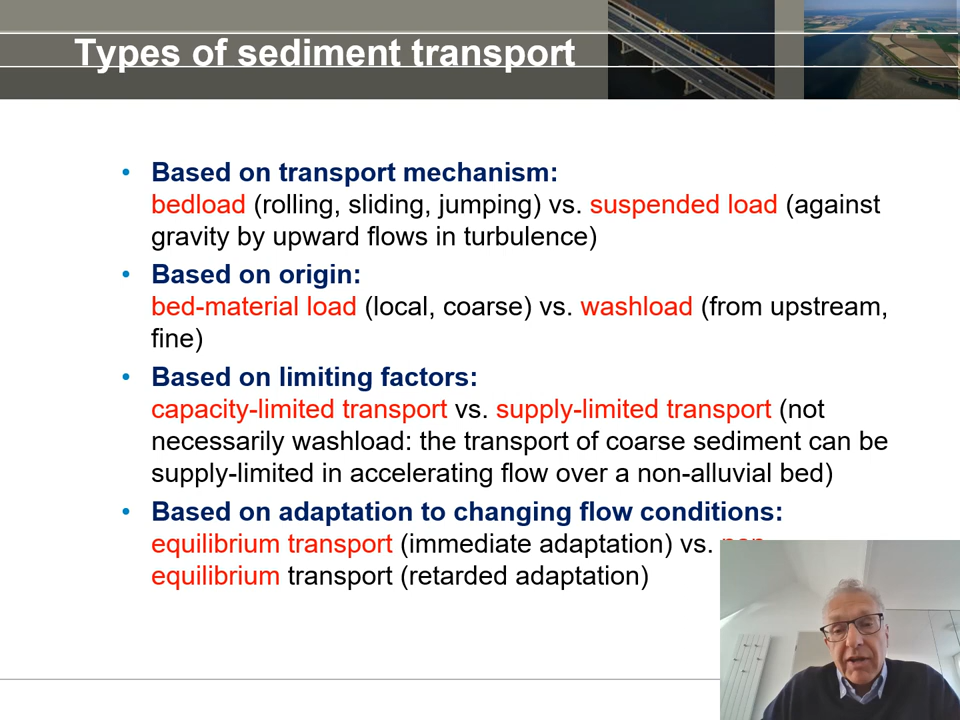 Types of sediment transport
• Based on transport mechanism:
bedload (rolling, sliding, jumping) vs. suspended load (against
gravity by upward flows in turbulence)
• Based on origin:
bed-material load (local, coarse) vs. washload (from upstream,
fine)
• Based on limiting factors:
capacity-limited transport vs. supply-limited transport (not
necessarily washload: the transport of coarse sediment can be
supply-limited in accelerating flow over a non-alluvial bed)
• Based on adaptation to changing flow conditions:
equilibrium transport (immediate adaptation) vs.
equilibrium transport (retarded adaptation)